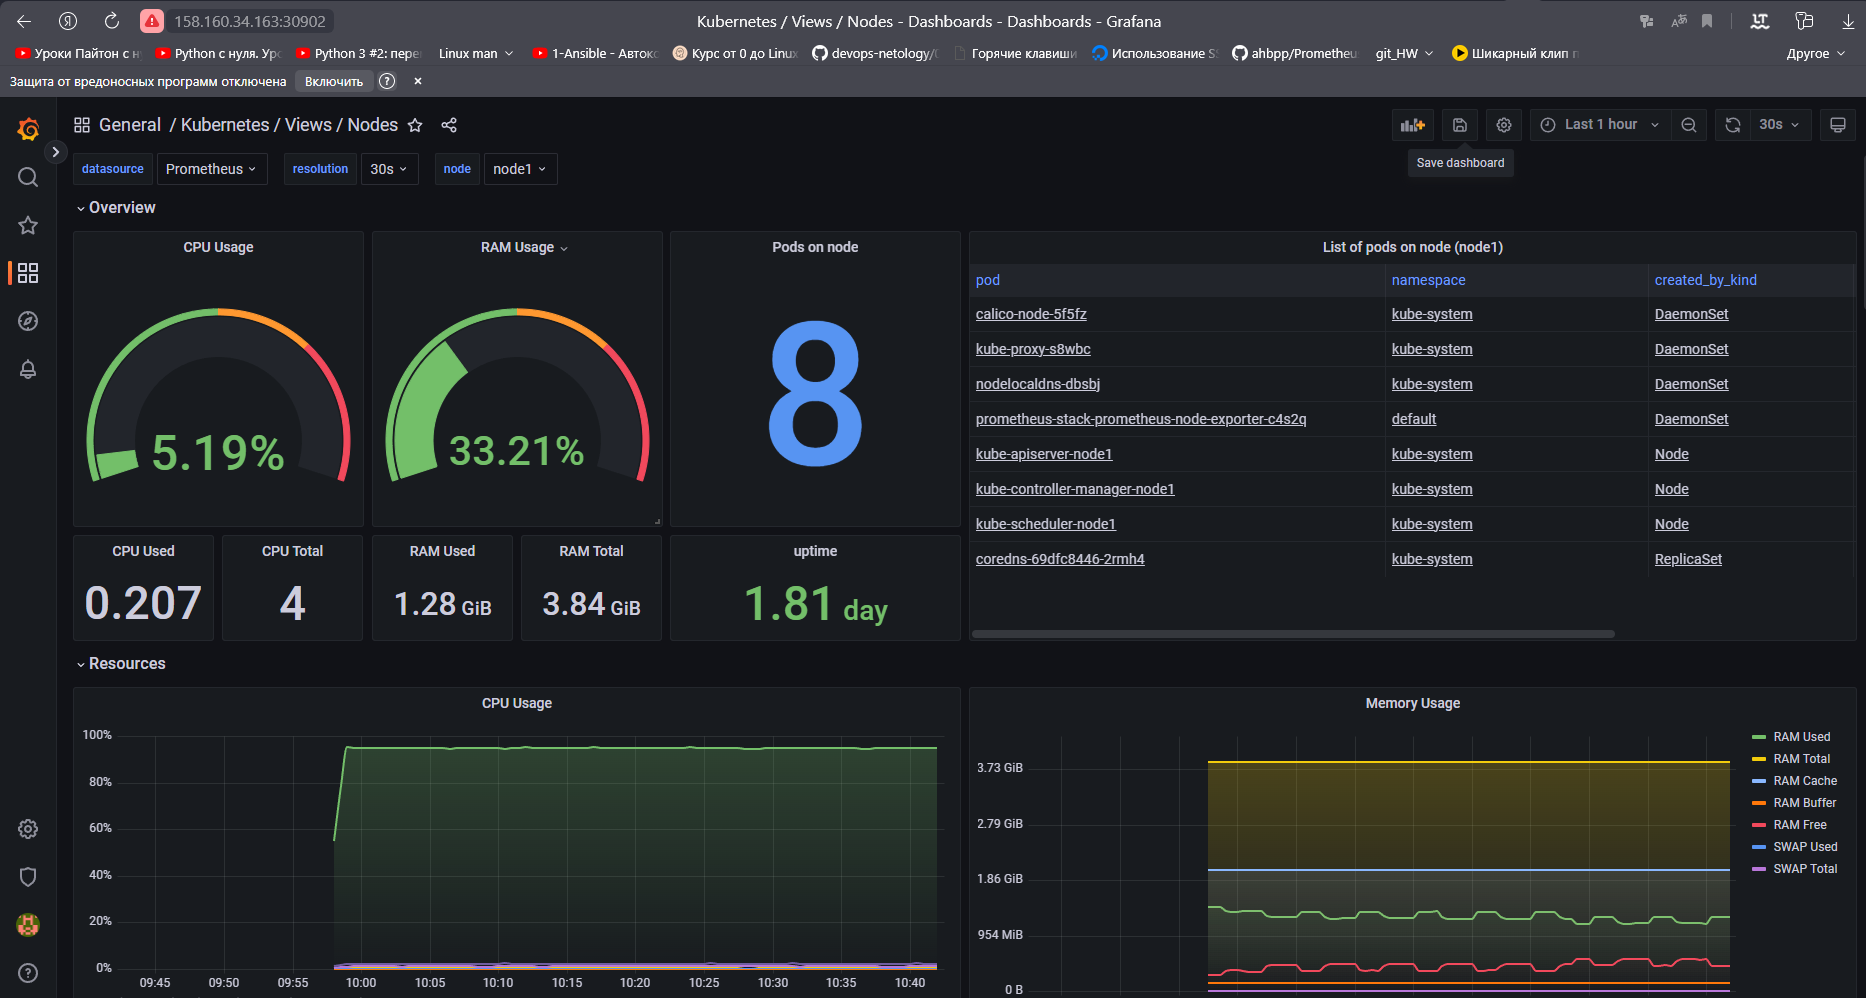 158.160.34.163:30902
Kubernetes / Views / Nodes - Dashboards - Dashboards - Grafana
Уроки Пайтон с н
Python с нуля. Урс
Python 3 #2: пере
Linux man
1-Ansible - Автокс
Курс от 0 до Linux
devops-netology/
Горячие клавиши
Использование SS
ahbpp/Prometheu
git_HW
Шикарный клип п
Другое
Защита от вредоносных программ отключена
Включить
General / Kubernetes / Views / Nodes
Last 1 hour
30s
Save dashboard
datasource
Prometheus
resolution
30s
node
node1
Overview
CPU Usage
5.19%
RAM Usage
33.21%
Pods on node
8
List of pods on node (node1)
pod namespace created_by_kind
calico-node-5f5fz kube-system DaemonSet
kube-proxy-s8wbc kube-system DaemonSet
nodelocaldns-dbsbj kube-system DaemonSet
prometheus-stack-prometheus-node-exporter-c4s2q default DaemonSet
kube-apiserver-node1 kube-system Node
kube-controller-manager-node1 kube-system Node
kube-scheduler-node1 kube-system Node
coredns-69dfc8446-2rmh4 kube-system ReplicaSet
CPU Used
0.207
CPU Total
4
RAM Used
1.28 GiB
RAM Total
3.84 GiB
uptime
1.81 day
Resources
CPU Usage
100%
80%
60%
40%
20%
0%
09:45 09:50 09:55 10:00 10:05 10:10 10:15 10:20 10:25 10:30 10:35 10:40
Memory Usage
3.73 GiB
2.79 GiB
1.86 GiB
954 MiB
0 B
RAM Used
RAM Total
RAM Cache
RAM Buffer
RAM Free
SWAP Used
SWAP Total